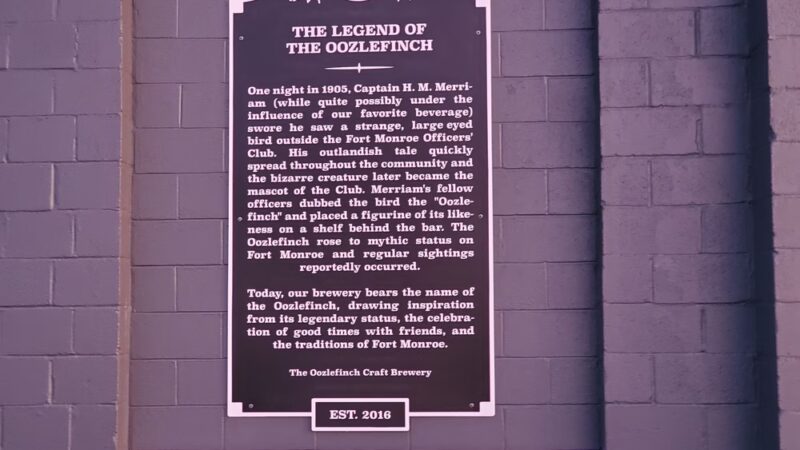 THE LEGEND OF
THE OOZLEFINCH
One night in 1905, Captain H. M. Merri-
am (while quite possibly under the
influence of our favorite beverage)
swore he saw a strange, large eyed
bird outside the Fort Monroe Officers'
Club. His outlandish tale quickly
spread throughout the community and
the bizarre creature later became the
mascot of the Club. Merriam's fellow
officers dubbed the bird the "Oozle-
finch" and placed a figurine of its like-
ness on a shelf behind the bar. The
Oozlefinch rose to mythic status on
Fort Monroe and regular sightings
reportedly occurred.
Today, our brewery bears the name of
the Oozlefinch, drawing inspiration
from its legendary status, the celebra-
tion of good times with friends, and
the traditions of Fort Monroe.
The Oozlefinch Craft Brewery
EST. 2016